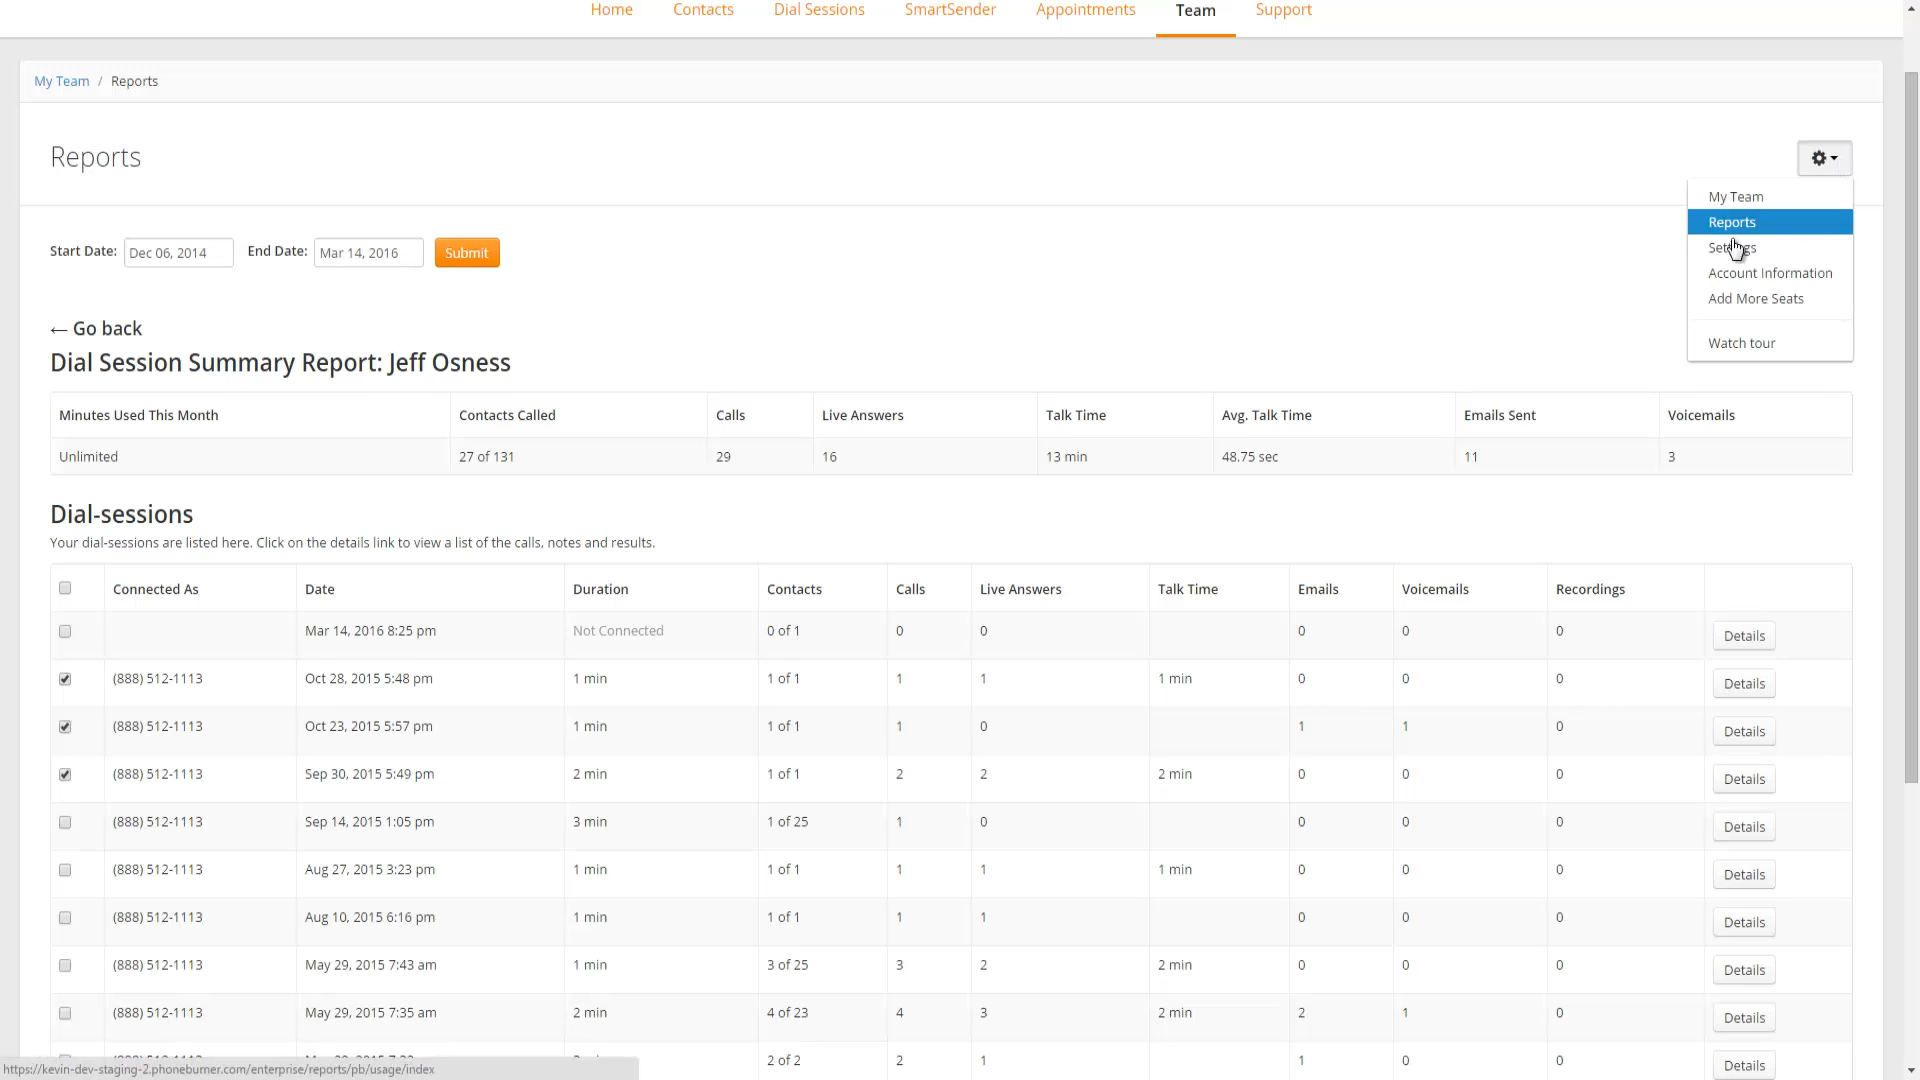 Home Contacts Dial Sessions SmartSender Appointments Team Support
My Team / Reports
Reports
My Team
Reports
Settings
Account Information
Add More Seats
Watch tour
Start Date: Dec 06, 2014 End Date: Mar 14, 2016 Submit
← Go back
Dial Session Summary Report: Jeff Osness
Minutes Used This Month Contacts Called Calls Live Answers Talk Time Avg. Talk Time Emails Sent Voicemails
Unlimited 27 of 131 29 16 13 min 48.75 sec 11 3
Dial-sessions
Your dial-sessions are listed here. Click on the details link to view a list of the calls, notes and results.
Connected As Date Duration Contacts Calls Live Answers Talk Time Emails Voicemails Recordings
Mar 14, 2016 8:25 pm Not Connected 0 of 1 0 0 0 0 0 Details
(888) 512-1113 Oct 28, 2015 5:48 pm 1 min 1 of 1 1 1 1 min 0 0 0 Details
(888) 512-1113 Oct 23, 2015 5:57 pm 1 min 1 of 1 1 0 1 1 0 Details
(888) 512-1113 Sep 30, 2015 5:49 pm 2 min 1 of 1 2 2 2 min 0 0 0 Details
(888) 512-1113 Sep 14, 2015 1:05 pm 3 min 1 of 25 1 0 0 0 0 Details
(888) 512-1113 Aug 27, 2015 3:23 pm 1 min 1 of 1 1 1 1 min 0 0 0 Details
(888) 512-1113 Aug 10, 2015 6:16 pm 1 min 1 of 1 1 1 0 0 0 Details
(888) 512-1113 May 29, 2015 7:43 am 1 min 3 of 25 3 2 2 min 0 0 0 Details
(888) 512-1113 May 29, 2015 7:35 am 2 min 4 of 23 4 3 2 min 2 1 0 Details
2 of 2 2 1 1 0 0 Details
https://kevin-dev-staging-2.phoneburner.com/enterprise/reports/pb/usage/index